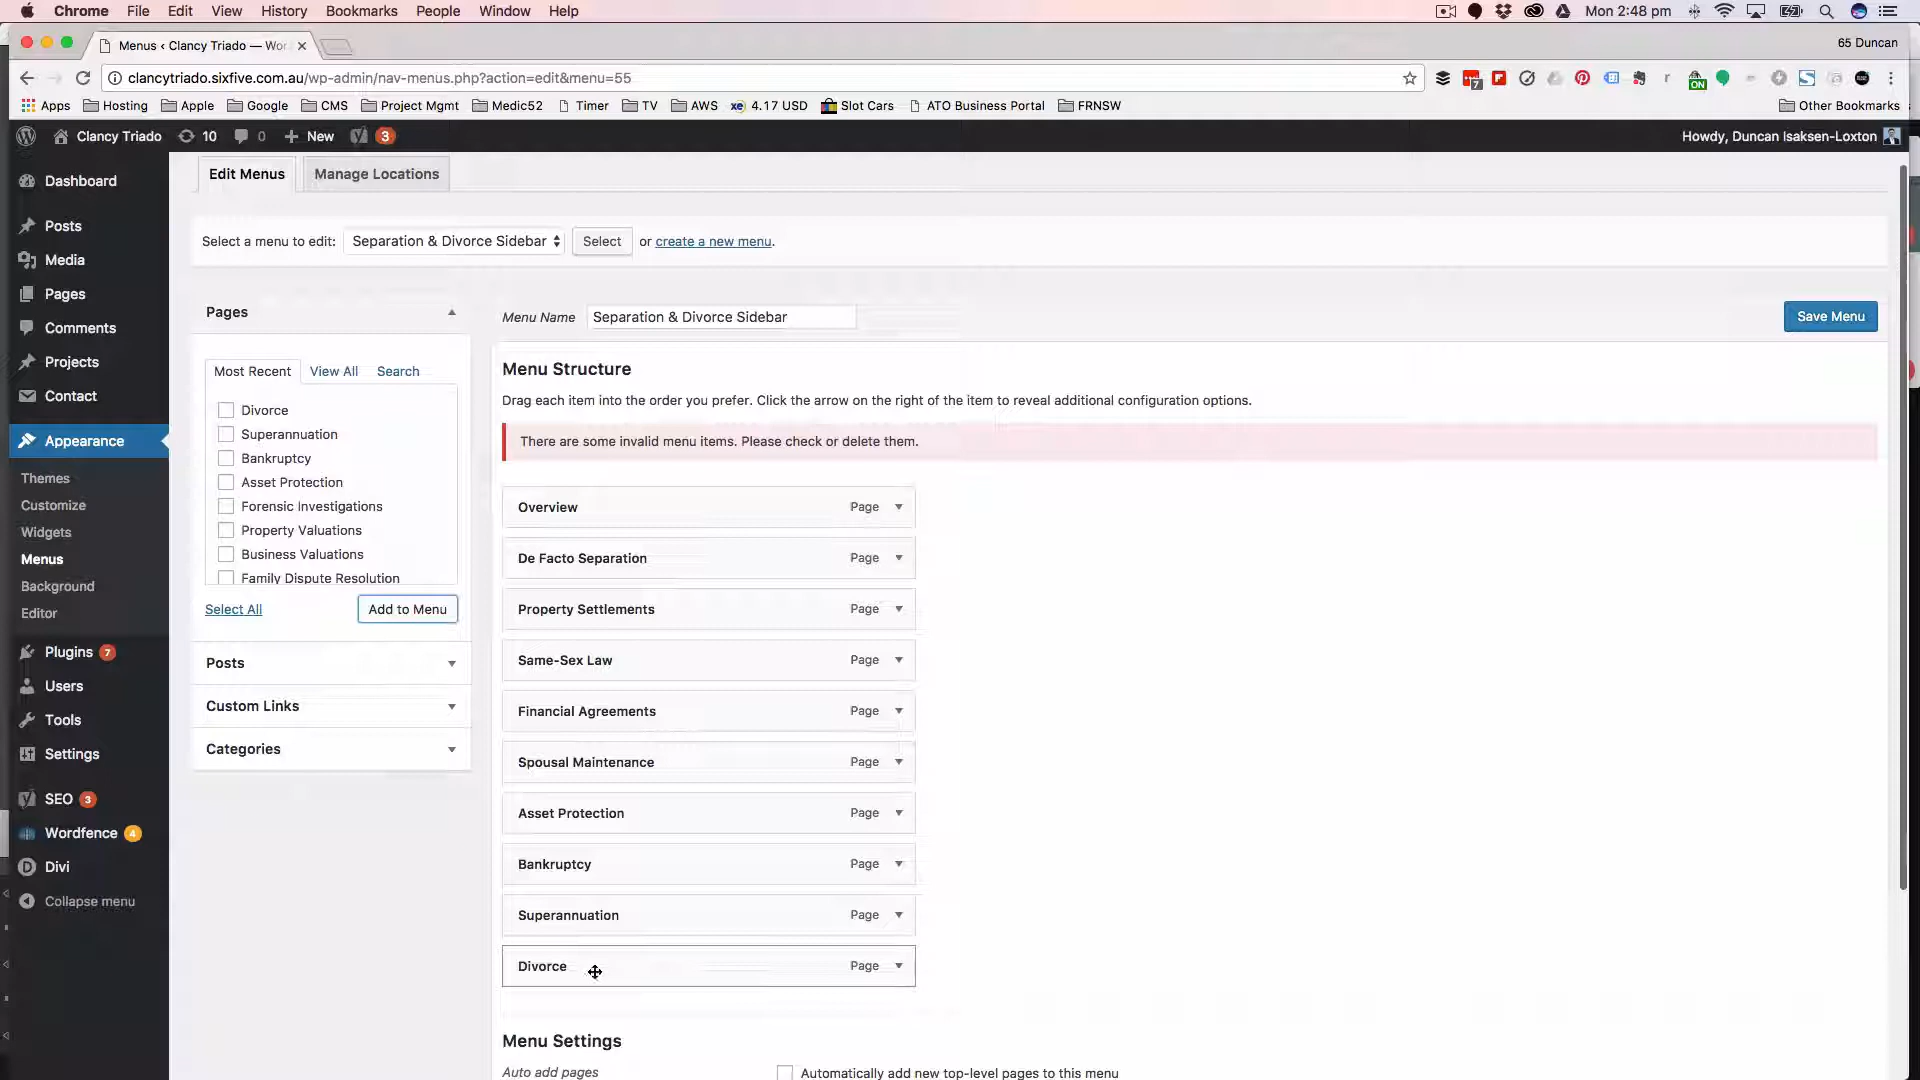 Chrome File Edit View History Bookmarks People Window Help Mon 2:48 pm
Menus ‹ Clancy Triado — Wor 65 Duncan
clancytriado.sixfive.com.au/wp-admin/nav-menus.php?action=edit&menu=55
Apps Hosting Apple Google CMS Project Mgmt Medic52 Timer TV AWS xe 4.17 USD Slot Cars ATO Business Portal FRNSW Other Bookmarks
Clancy Triado 10 0 New 3 Howdy, Duncan Isaksen-Loxton
Dashboard
Posts
Media
Pages
Comments
Projects
Contact
Appearance
Themes
Customize
Widgets
Menus
Background
Editor
Plugins 7
Users
Tools
Settings
SEO 3
Wordfence 4
Divi
Collapse menu
Edit Menus Manage Locations
Select a menu to edit: Separation & Divorce Sidebar Select or create a new menu.
Pages
Most Recent View All Search
Divorce
Superannuation
Bankruptcy
Asset Protection
Forensic Investigations
Property Valuations
Business Valuations
Family Dispute Resolution
Select All Add to Menu
Posts
Custom Links
Categories
Menu Name Separation & Divorce Sidebar Save Menu
Menu Structure
Drag each item into the order you prefer. Click the arrow on the right of the item to reveal additional configuration options.
There are some invalid menu items. Please check or delete them.
Overview Page
De Facto Separation Page
Property Settlements Page
Same-Sex Law Page
Financial Agreements Page
Spousal Maintenance Page
Asset Protection Page
Bankruptcy Page
Superannuation Page
Divorce Page
Menu Settings
Auto add pages Automatically add new top-level pages to this menu